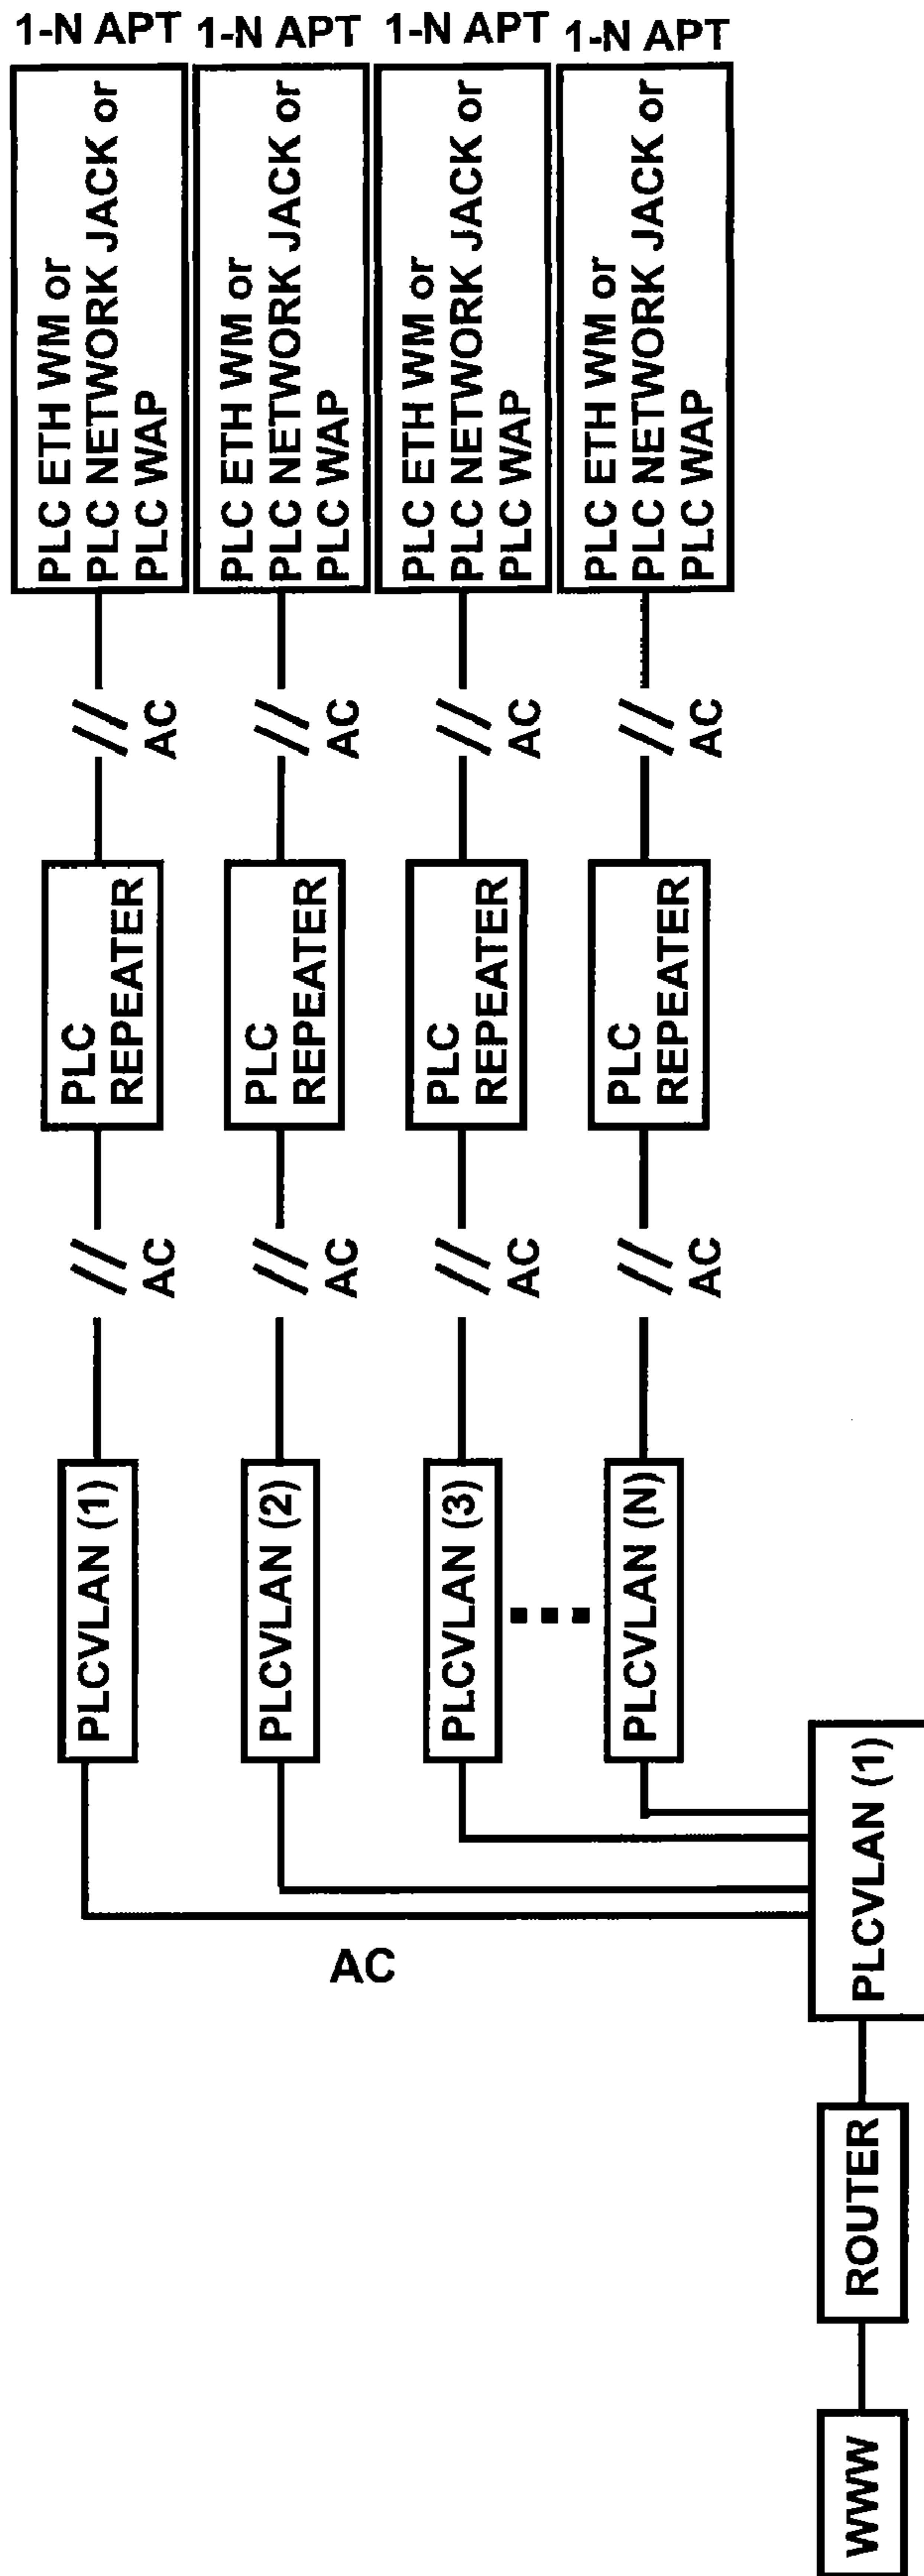 1-N APT
1-N APT
1-N APT
1-N APT
PLC ETH WM or
PLC NETWORK JACK or
PLC WAP
PLC ETH WM or
PLC NETWORK JACK or
PLC WAP
PLC ETH WM or
PLC NETWORK JACK or
PLC WAP
PLC ETH WM or
PLC NETWORK JACK or
PLC WAP
AC
AC
AC
AC
PLC
REPEATER
PLC
REPEATER
PLC
REPEATER
PLC
REPEATER
AC
AC
AC
AC
PLCVLAN (1)
PLCVLAN (2)
PLCVLAN (3)
PLCVLAN (N)
AC
PLCVLAN (1)
ROUTER
WWW